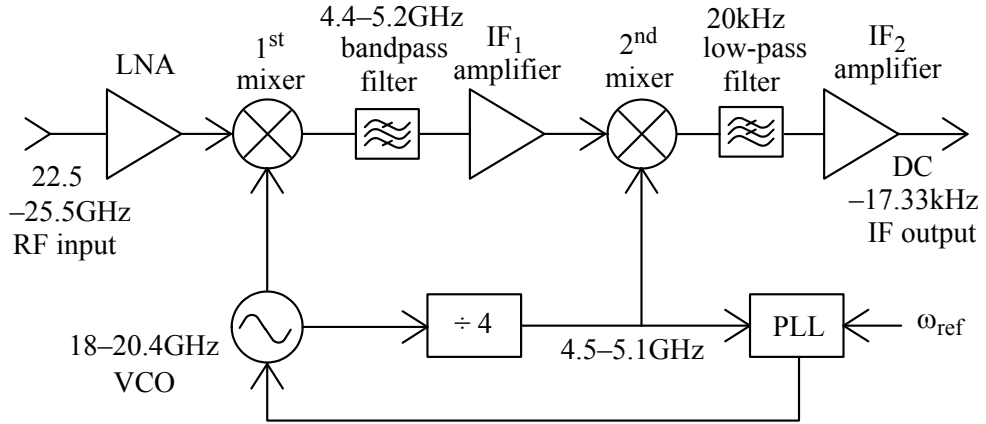 LNA
1st
mixer
4.4–5.2GHz
bandpass
filter
IF1
amplifier
2nd
mixer
20kHz
low-pass
filter
IF2
amplifier
22.5
–25.5GHz
RF input
DC
–17.33kHz
IF output
18–20.4GHz
VCO
÷ 4
4.5–5.1GHz
PLL
ωref